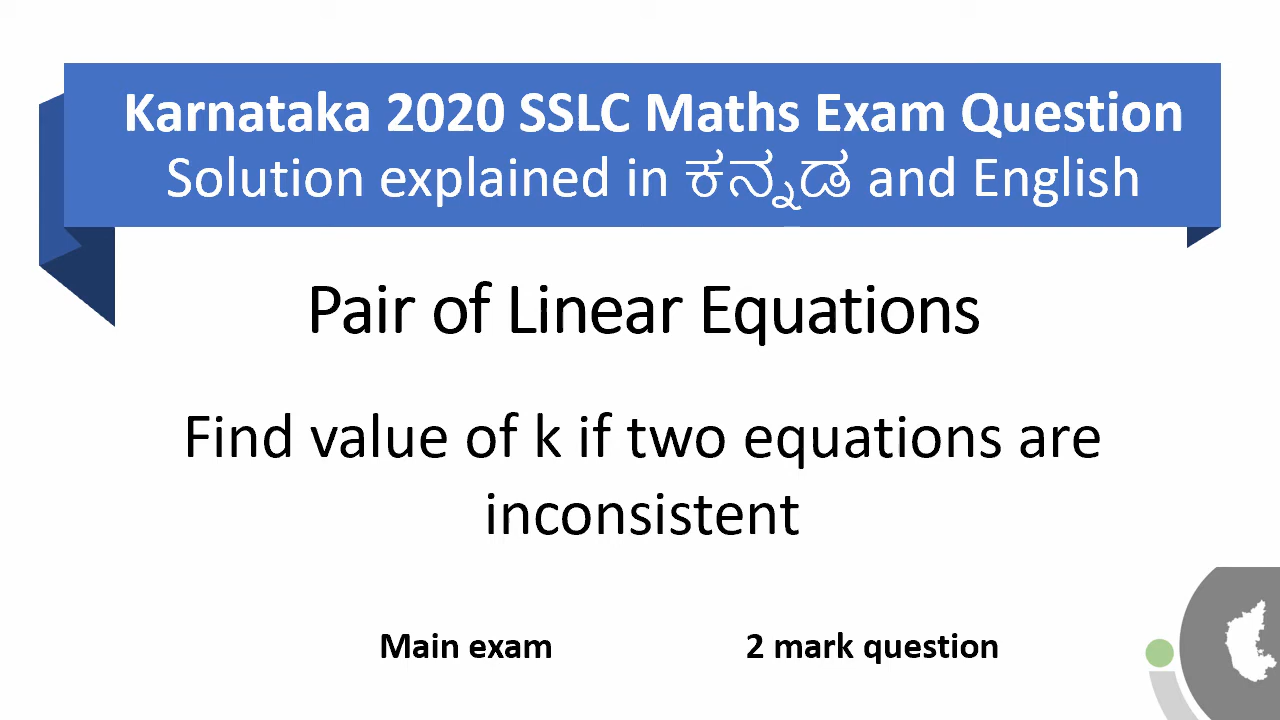 Karnataka 2020 SSLC Maths Exam Question
Solution explained in ಕನ್ನಡ and English
Pair of Linear Equations
Find value of k if two equations are
inconsistent
Main exam
2 mark question